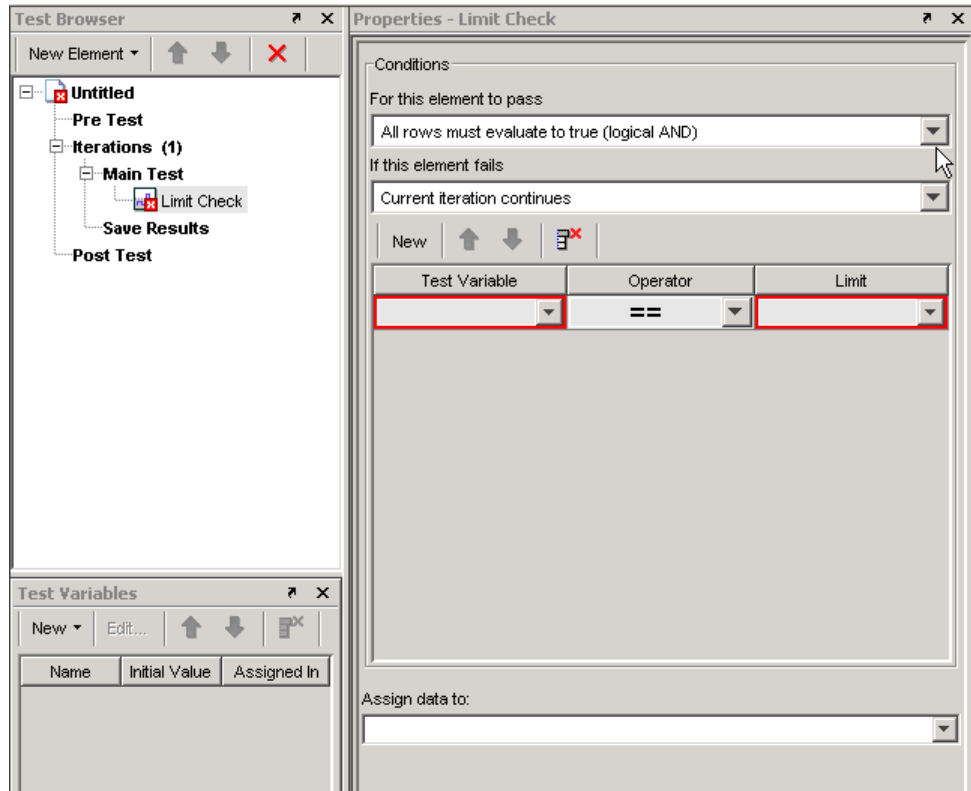 Test Browser
New Element
Untitled
Pre Test
Iterations (1)
Main Test
Limit Check
Save Results
Post Test
Test Variables
New
Edit...
Name Initial Value Assigned In
Properties - Limit Check
Conditions
For this element to pass
All rows must evaluate to true (logical AND)
If this element fails
Current iteration continues
New
Test Variable Operator Limit
==
Assign data to: